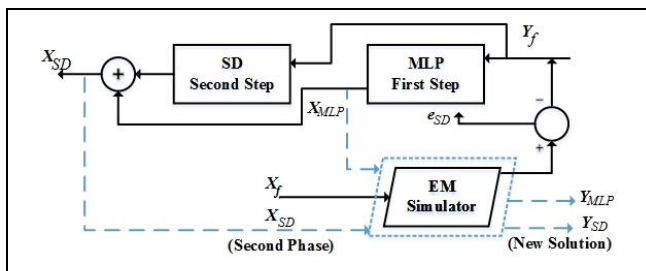 Y_f
X_SD
SD
Second Step
MLP
First Step
+
X_MLP
e_SD
−
+
X_f
EM
Simulator
X_SD
Y_MLP
Y_SD
(Second Phase)
(New Solution)